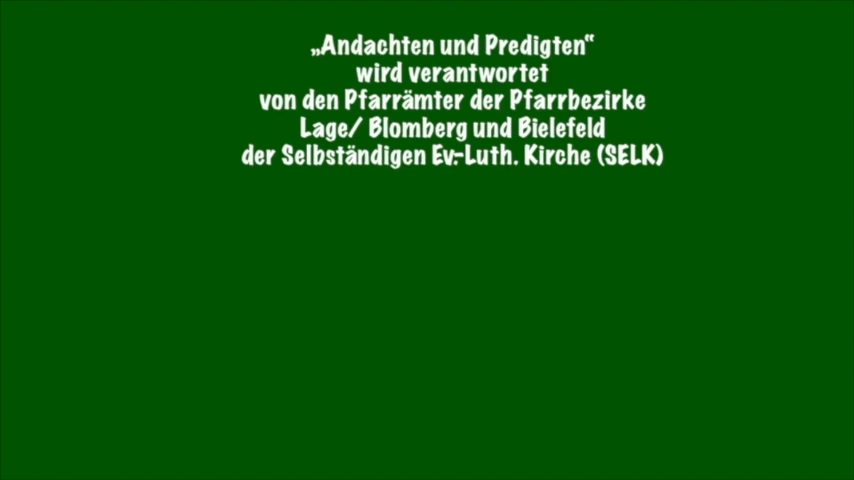 „Andachten und Predigten“
wird verantwortet
von den Pfarrämter der Pfarrbezirke
Lage/ Blomberg und Bielefeld
der Selbständigen Ev.-Luth. Kirche (SELK)